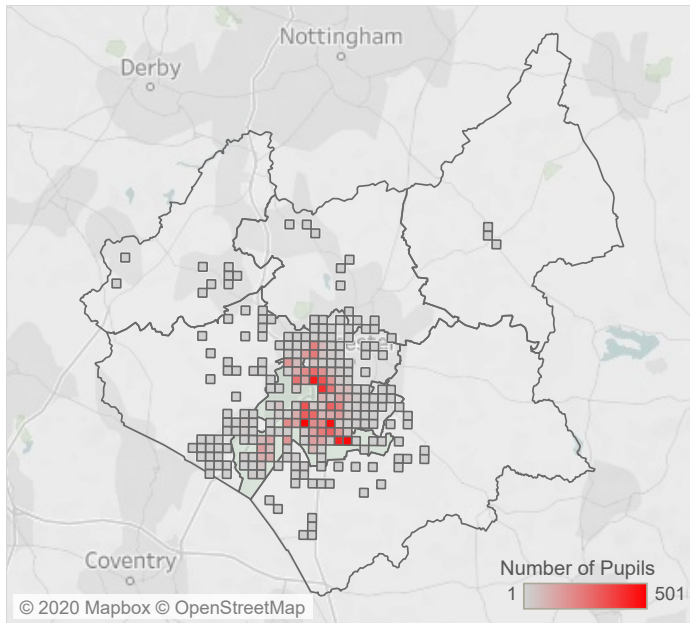 Nottingham
Derby
Coventry
Number of Pupils
1 501
© 2020 Mapbox © OpenStreetMap